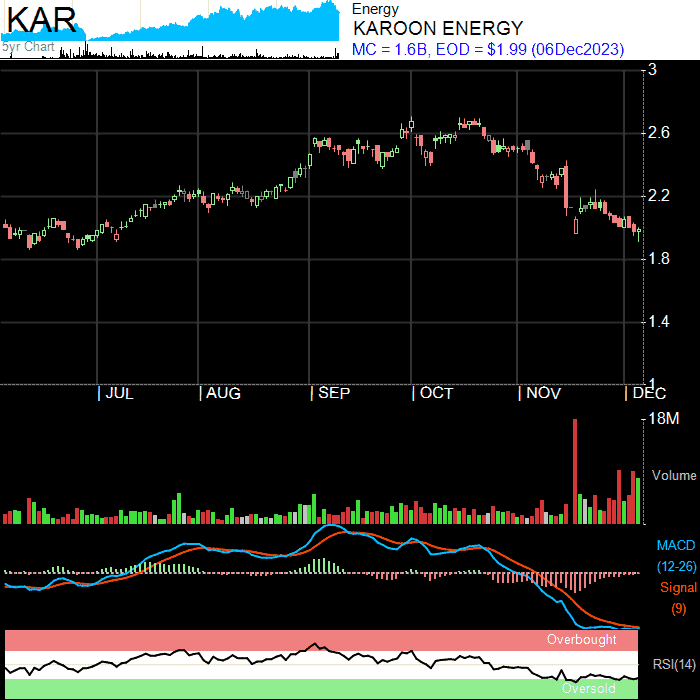 KAR
5yr Chart
Energy
KAROON ENERGY
MC = 1.6B, EOD = $1.99 (06Dec2023)
3
2.6
2.2
1.8
1.4
1
JUL
AUG
SEP
OCT
NOV
DEC
18M
Volume
MACD
(12-26)
Signal
(9)
Overbought
RSI(14)
Oversold